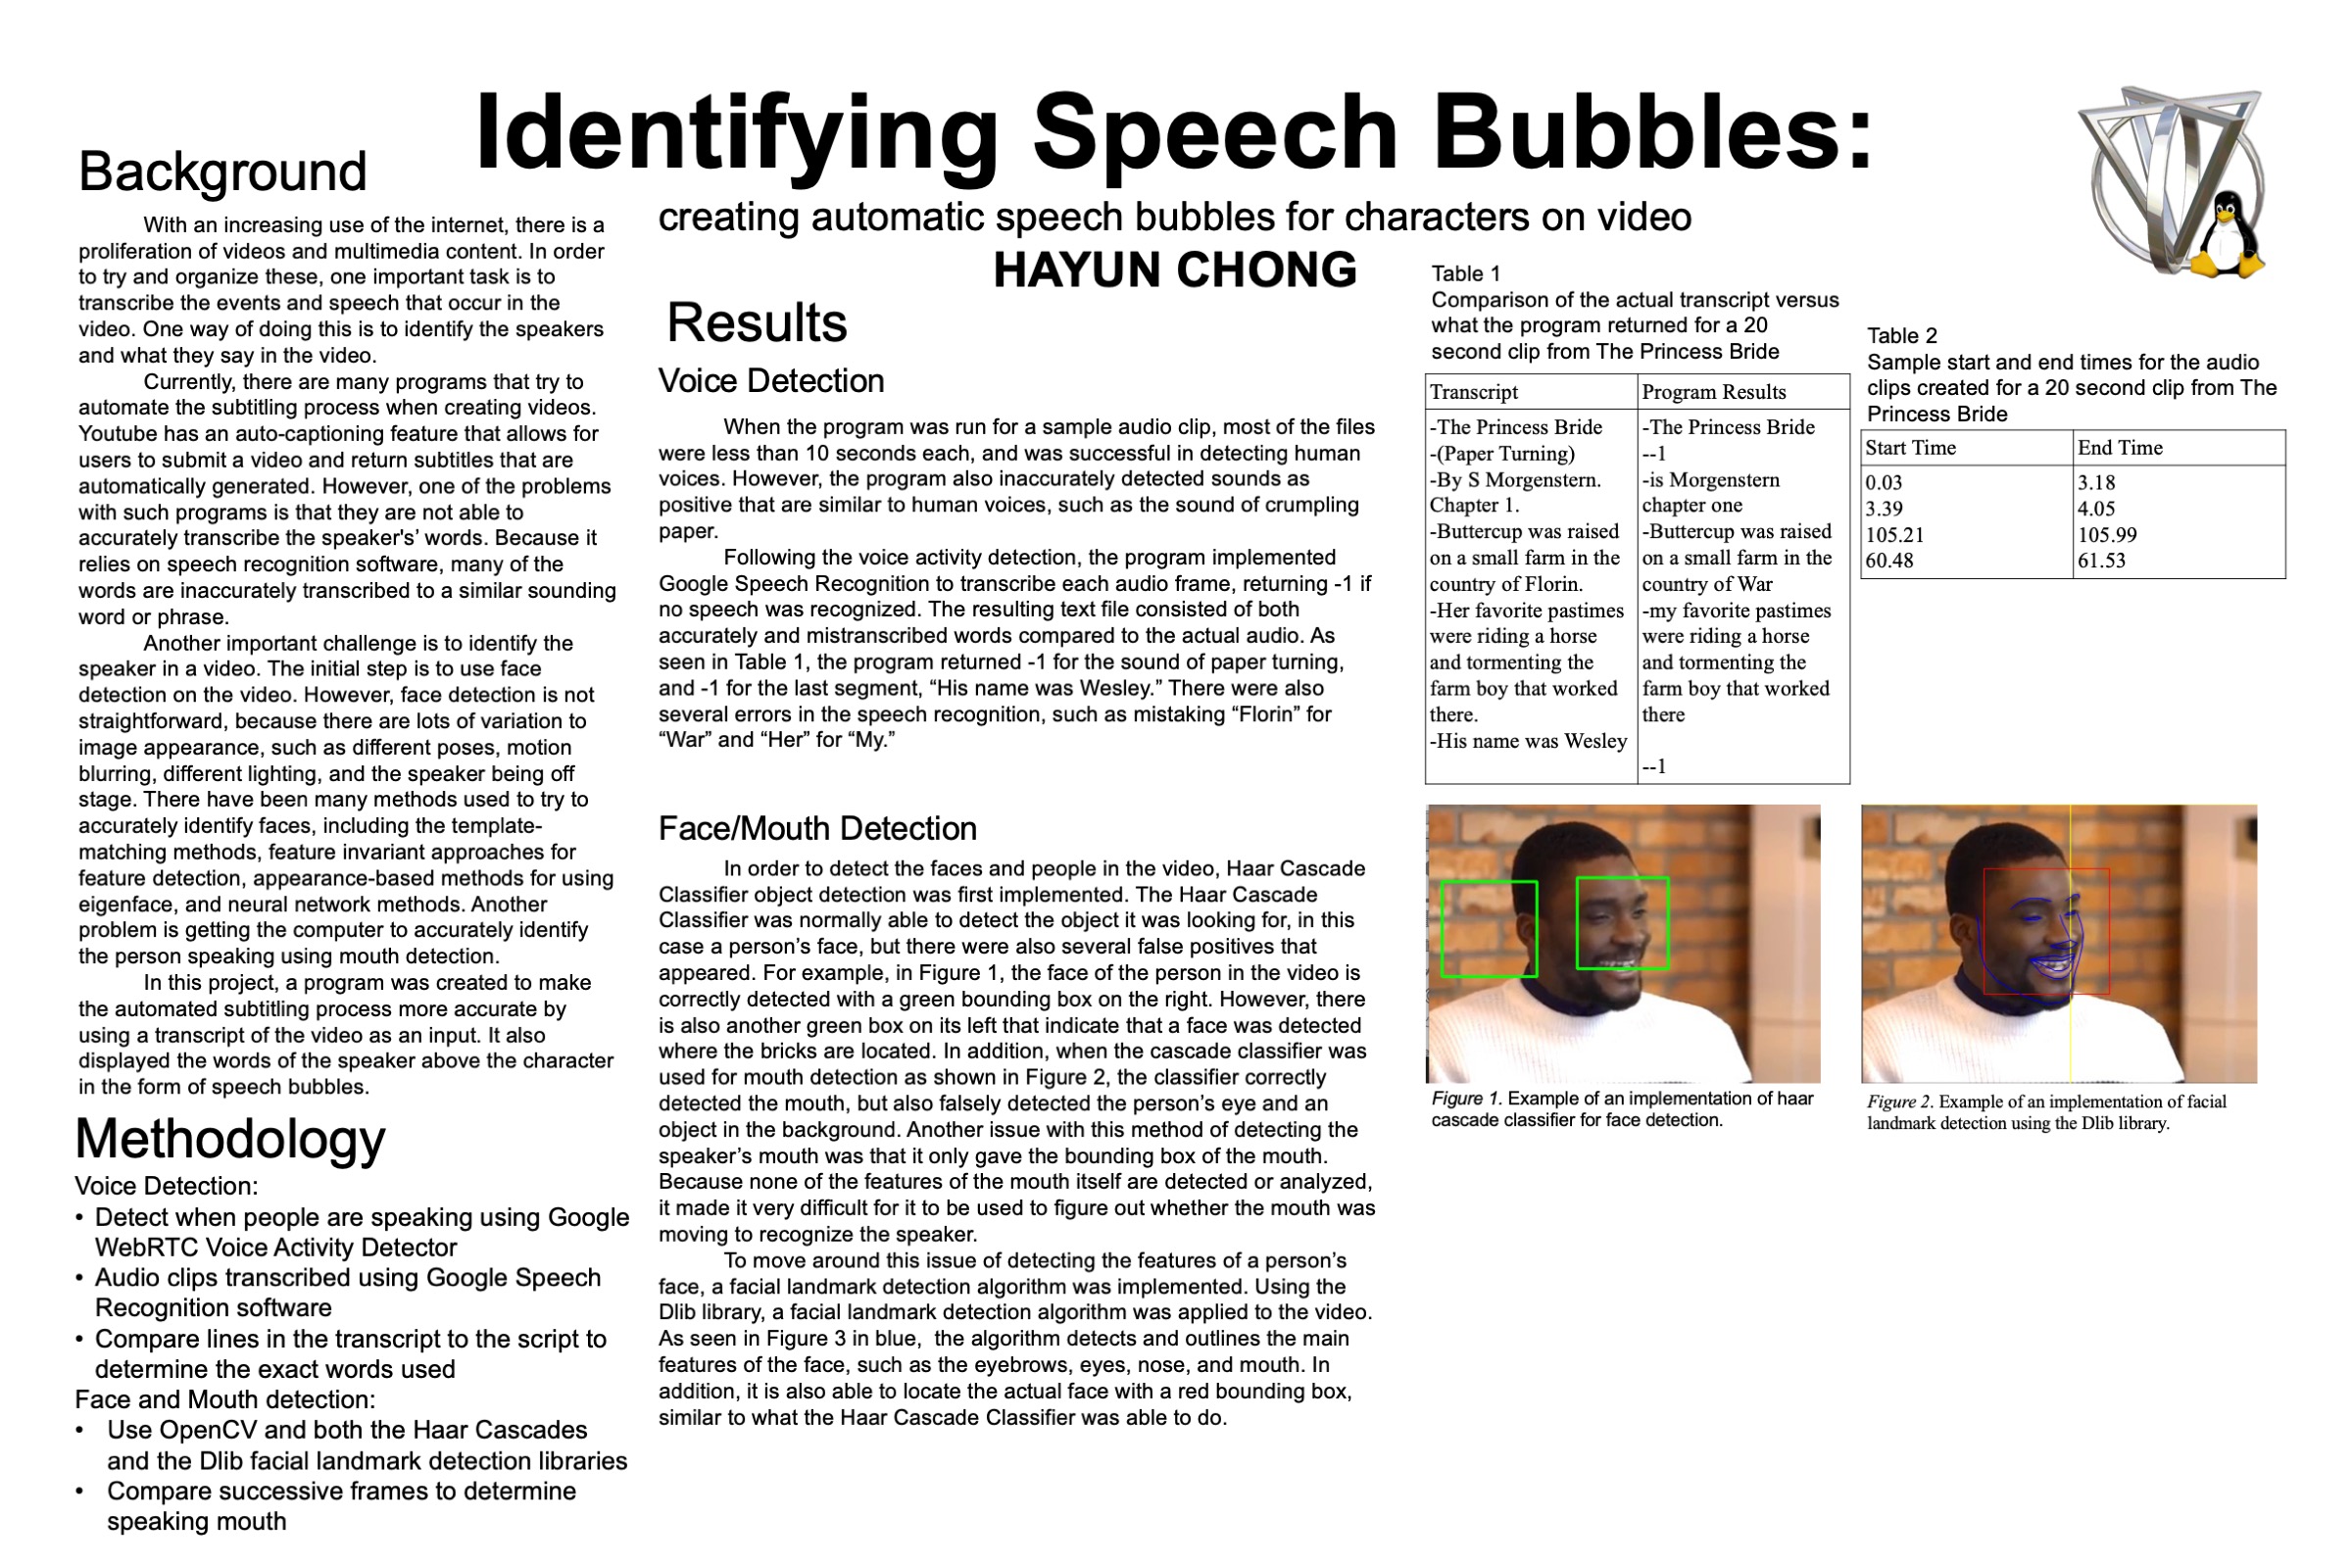 Identifying Speech Bubbles:
creating automatic speech bubbles for characters on video
HAYUN CHONG
Background
With an increasing use of the internet, there is a
proliferation of videos and multimedia content. In order
to try and organize these, one important task is to
transcribe the events and speech that occur in the
video. One way of doing this is to identify the speakers
and what they say in the video.
Currently, there are many programs that try to
automate the subtitling process when creating videos.
Youtube has an auto-captioning feature that allows for
users to submit a video and return subtitles that are
automatically generated. However, one of the problems
with such programs is that they are not able to
accurately transcribe the speaker's’ words. Because it
relies on speech recognition software, many of the
words are inaccurately transcribed to a similar sounding
word or phrase.
Another important challenge is to identify the
speaker in a video. The initial step is to use face
detection on the video. However, face detection is not
straightforward, because there are lots of variation to
image appearance, such as different poses, motion
blurring, different lighting, and the speaker being off
stage. There have been many methods used to try to
accurately identify faces, including the template-
matching methods, feature invariant approaches for
feature detection, appearance-based methods for using
eigenface, and neural network methods. Another
problem is getting the computer to accurately identify
the person speaking using mouth detection.
In this project, a program was created to make
the automated subtitling process more accurate by
using a transcript of the video as an input. It also
displayed the words of the speaker above the character
in the form of speech bubbles.
Methodology
Voice Detection:
• Detect when people are speaking using Google
WebRTC Voice Activity Detector
• Audio clips transcribed using Google Speech
Recognition software
• Compare lines in the transcript to the script to
determine the exact words used
Face and Mouth detection:
• Use OpenCV and both the Haar Cascades
and the Dlib facial landmark detection libraries
• Compare successive frames to determine
speaking mouth
Results
Voice Detection
When the program was run for a sample audio clip, most of the files
were less than 10 seconds each, and was successful in detecting human
voices. However, the program also inaccurately detected sounds as
positive that are similar to human voices, such as the sound of crumpling
paper.
Following the voice activity detection, the program implemented
Google Speech Recognition to transcribe each audio frame, returning -1 if
no speech was recognized. The resulting text file consisted of both
accurately and mistranscribed words compared to the actual audio. As
seen in Table 1, the program returned -1 for the sound of paper turning,
and -1 for the last segment, “His name was Wesley.” There were also
several errors in the speech recognition, such as mistaking “Florin” for
“War” and “Her” for “My.”
Face/Mouth Detection
In order to detect the faces and people in the video, Haar Cascade
Classifier object detection was first implemented. The Haar Cascade
Classifier was normally able to detect the object it was looking for, in this
case a person’s face, but there were also several false positives that
appeared. For example, in Figure 1, the face of the person in the video is
correctly detected with a green bounding box on the right. However, there
is also another green box on its left that indicate that a face was detected
where the bricks are located. In addition, when the cascade classifier was
used for mouth detection as shown in Figure 2, the classifier correctly
detected the mouth, but also falsely detected the person’s eye and an
object in the background. Another issue with this method of detecting the
speaker’s mouth was that it only gave the bounding box of the mouth.
Because none of the features of the mouth itself are detected or analyzed,
it made it very difficult for it to be used to figure out whether the mouth was
moving to recognize the speaker.
To move around this issue of detecting the features of a person’s
face, a facial landmark detection algorithm was implemented. Using the
Dlib library, a facial landmark detection algorithm was applied to the video.
As seen in Figure 3 in blue, the algorithm detects and outlines the main
features of the face, such as the eyebrows, eyes, nose, and mouth. In
addition, it is also able to locate the actual face with a red bounding box,
similar to what the Haar Cascade Classifier was able to do.
Table 1
Comparison of the actual transcript versus
what the program returned for a 20
second clip from The Princess Bride
Transcript
-The Princess Bride
-(Paper Turning)
-By S Morgenstern.
Chapter 1.
-Buttercup was raised
on a small farm in the
country of Florin.
-Her favorite pastimes
were riding a horse
and tormenting the
farm boy that worked
there.
-His name was Wesley
Program Results
-The Princess Bride
--1
-is Morgenstern
chapter one
-Buttercup was raised
on a small farm in the
country of War
-my favorite pastimes
were riding a horse
and tormenting the
farm boy that worked
there
--1
Table 2
Sample start and end times for the audio
clips created for a 20 second clip from The
Princess Bride
Start Time End Time
0.03 3.18
3.39 4.05
105.21 105.99
60.48 61.53
Figure 1. Example of an implementation of haar
cascade classifier for face detection.
Figure 2. Example of an implementation of facial
landmark detection using the Dlib library.